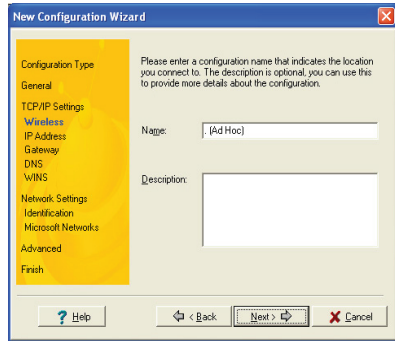 New Configuration Wizard
Configuration Type
General
TCP/IP Settings
Wireless
IP Address
Gateway
DNS
WINS
Network Settings
Identification
Microsoft Networks
Advanced
Finish
Please enter a configuration name that indicates the location
you connect to. The description is optional, you can use this
to provide more details about the configuration.
Name:
. (Ad Hoc)
Description:
? Help
< Back
Next >
Cancel